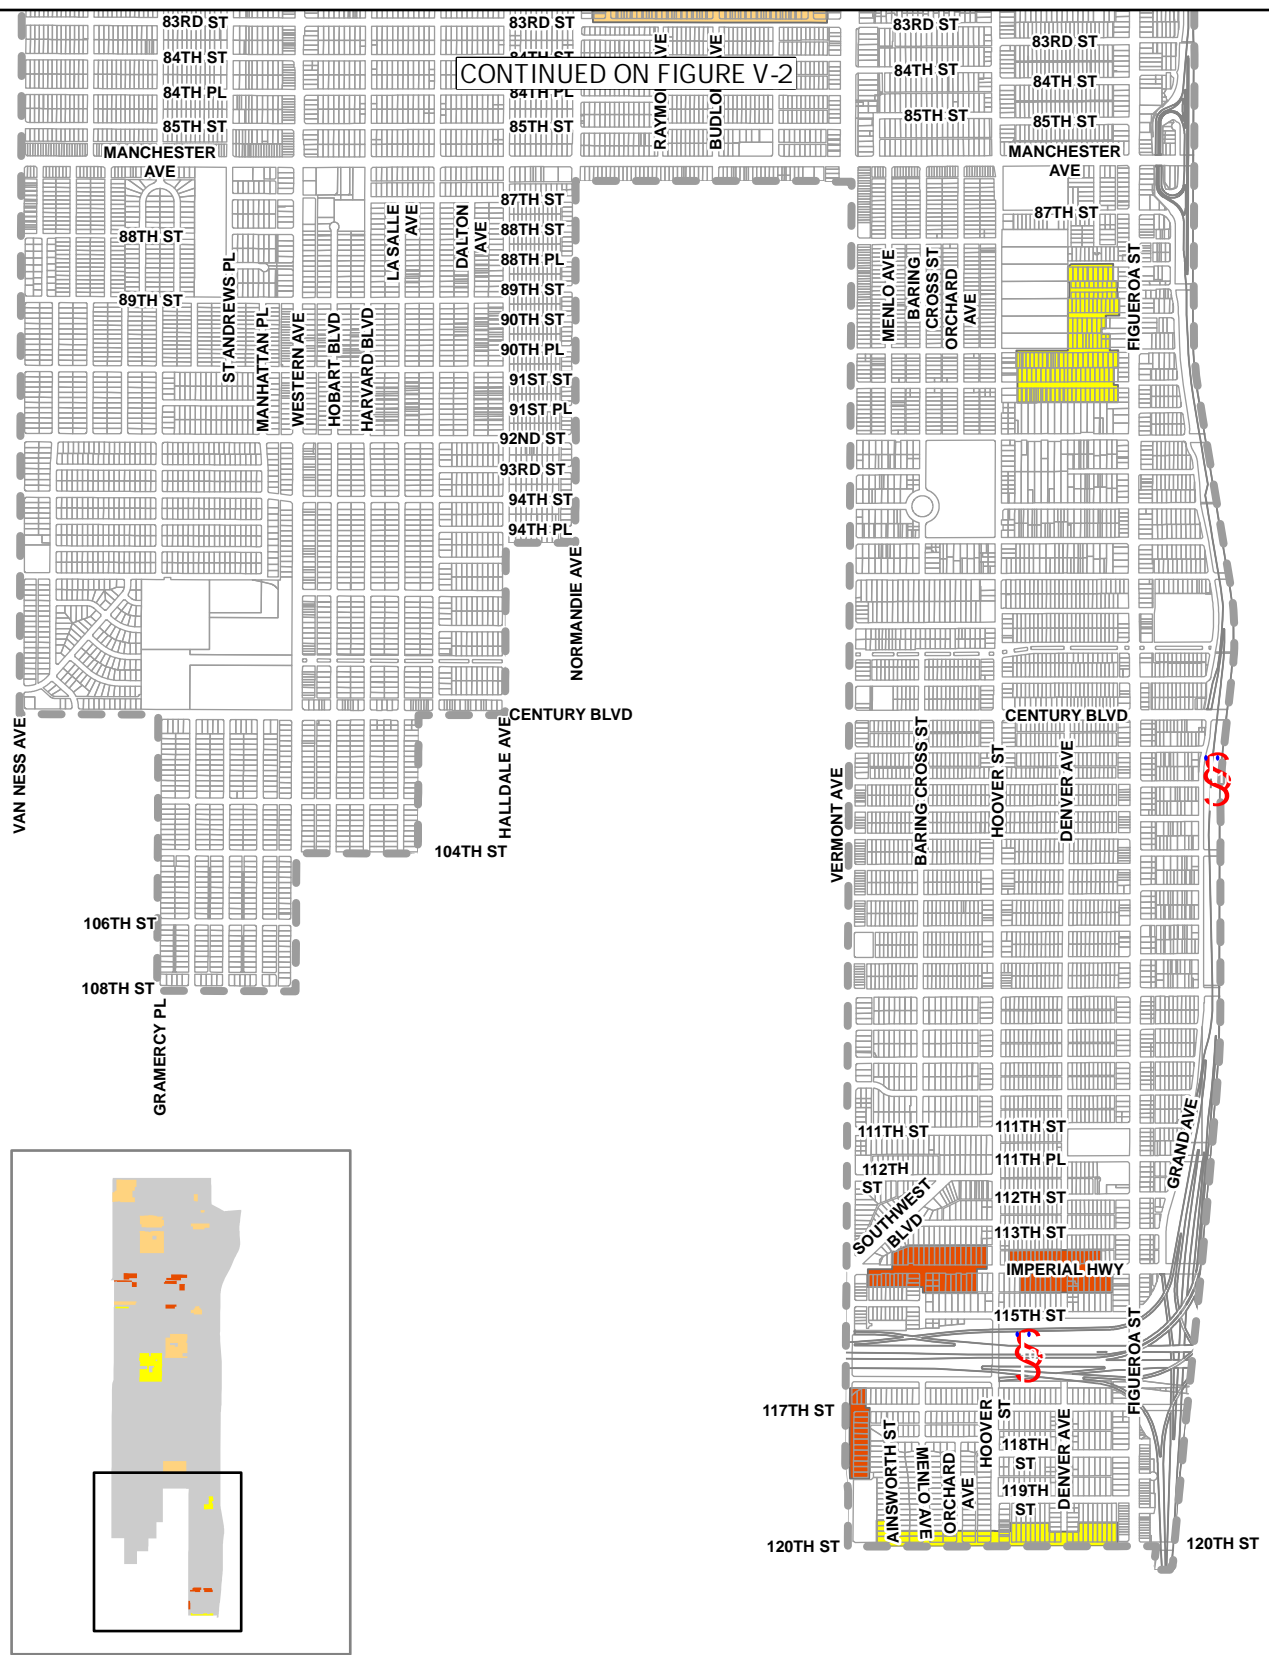 83RD ST
83RD ST
83RD ST
83RD ST
84TH ST
84TH ST
84TH ST
84TH ST
CONTINUED ON FIGURE V-2
RAYMOND AVE
BUDLONG AVE
84TH PL
84TH PL
85TH ST
85TH ST
85TH ST
85TH ST
MANCHESTER
AVE
MANCHESTER
AVE
87TH ST
87TH ST
88TH ST
88TH ST
88TH PL
89TH ST
89TH ST
90TH ST
90TH PL
91ST ST
91ST PL
92ND ST
93RD ST
94TH ST
94TH PL
LA SALLE
AVE
DALTON
AVE
ST ANDREWS PL
MANHATTAN PL
WESTERN AVE
HOBART BLVD
HARVARD BLVD
MENLO AVE
BARING
CROSS ST
ORCHARD
AVE
FIGUEROA ST
NORMANDIE AVE
CENTURY BLVD
CENTURY BLVD
VAN NESS AVE
HALLDALE AVE
VERMONT AVE
BARING CROSS ST
HOOVER ST
DENVER AVE
104TH ST
106TH ST
108TH ST
GRAMERCY PL
GRAND AVE
111TH ST
111TH ST
111TH PL
112TH
ST
112TH ST
SOUTHWEST
BLVD
113TH ST
IMPERIAL HWY
115TH ST
FIGUEROA ST
117TH ST
AINSWORTH ST
MENLO AVE
ORCHARD
AVE
HOOVER
ST
118TH
ST
119TH
ST
DENVER AVE
120TH ST
120TH ST